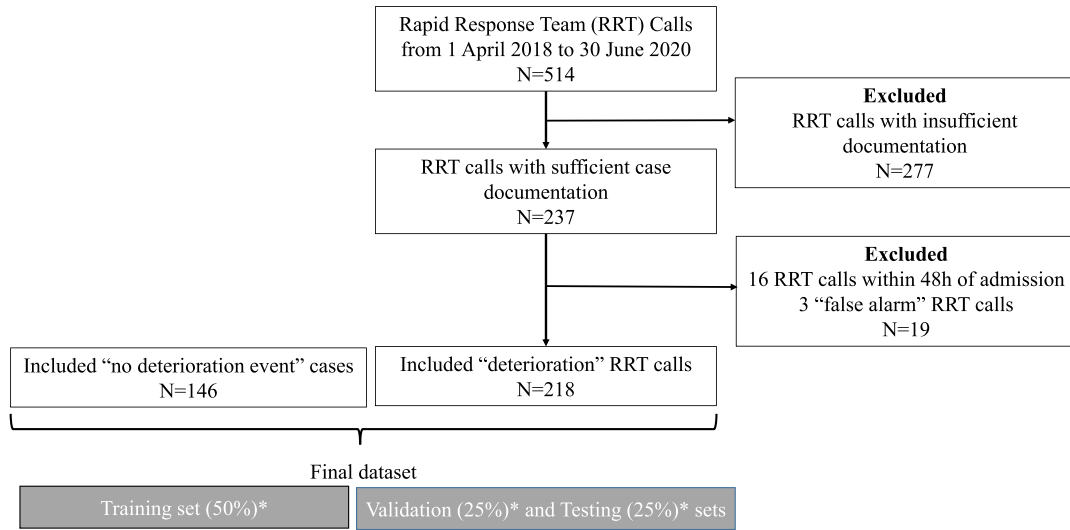 Rapid Response Team (RRT) Calls
from 1 April 2018 to 30 June 2020
N=514
Excluded
RRT calls with insufficient
documentation
N=277
RRT calls with sufficient case
documentation
N=237
Excluded
16 RRT calls within 48h of admission
3 “false alarm” RRT calls
N=19
Included “no deterioration event” cases
N=146
Included “deterioration” RRT calls
N=218
Final dataset
Training set (50%)*
Validation (25%)* and Testing (25%)* sets